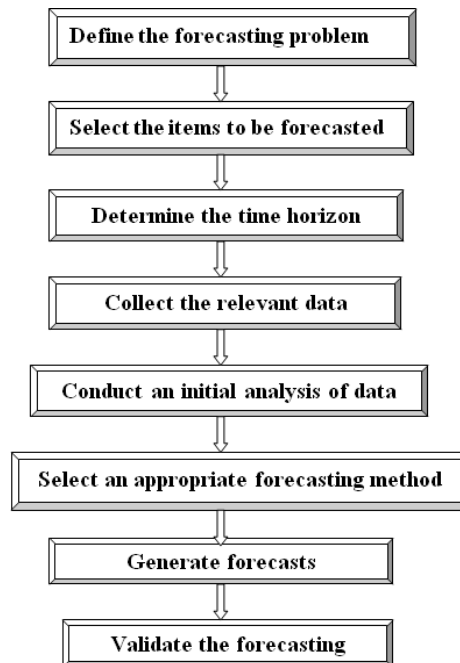 Define the forecasting problem
Select the items to be forecasted
Determine the time horizon
Collect the relevant data
Conduct an initial analysis of data
Select an appropriate forecasting method
Generate forecasts
Validate the forecasting